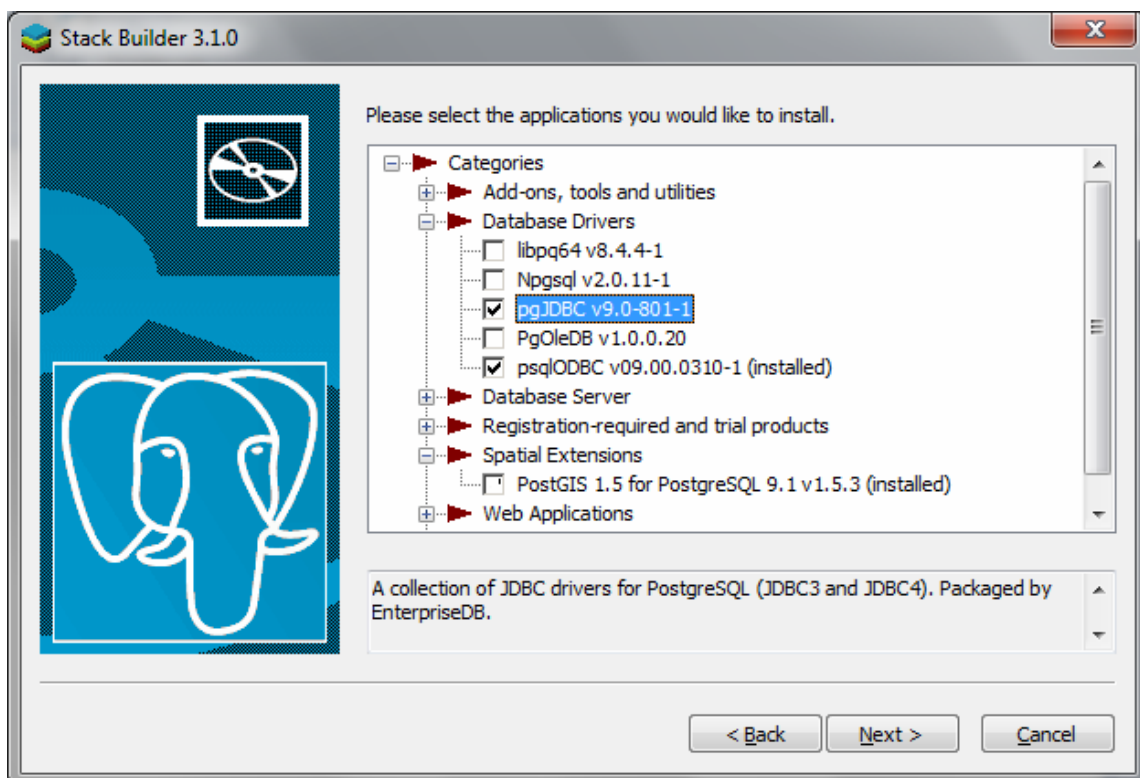 Stack Builder 3.1.0
Please select the applications you would like to install.
Categories
Add-ons, tools and utilities
Database Drivers
libpq64 v8.4.4-1
Npgsql v2.0.11-1
pgJDBC v9.0-801-1
PgOleDB v1.0.0.20
psqlODBC v09.00.0310-1 (installed)
Database Server
Registration-required and trial products
Spatial Extensions
PostGIS 1.5 for PostgreSQL 9.1 v1.5.3 (installed)
Web Applications
A collection of JDBC drivers for PostgreSQL (JDBC3 and JDBC4). Packaged by
EnterpriseDB.
< Back Next > Cancel